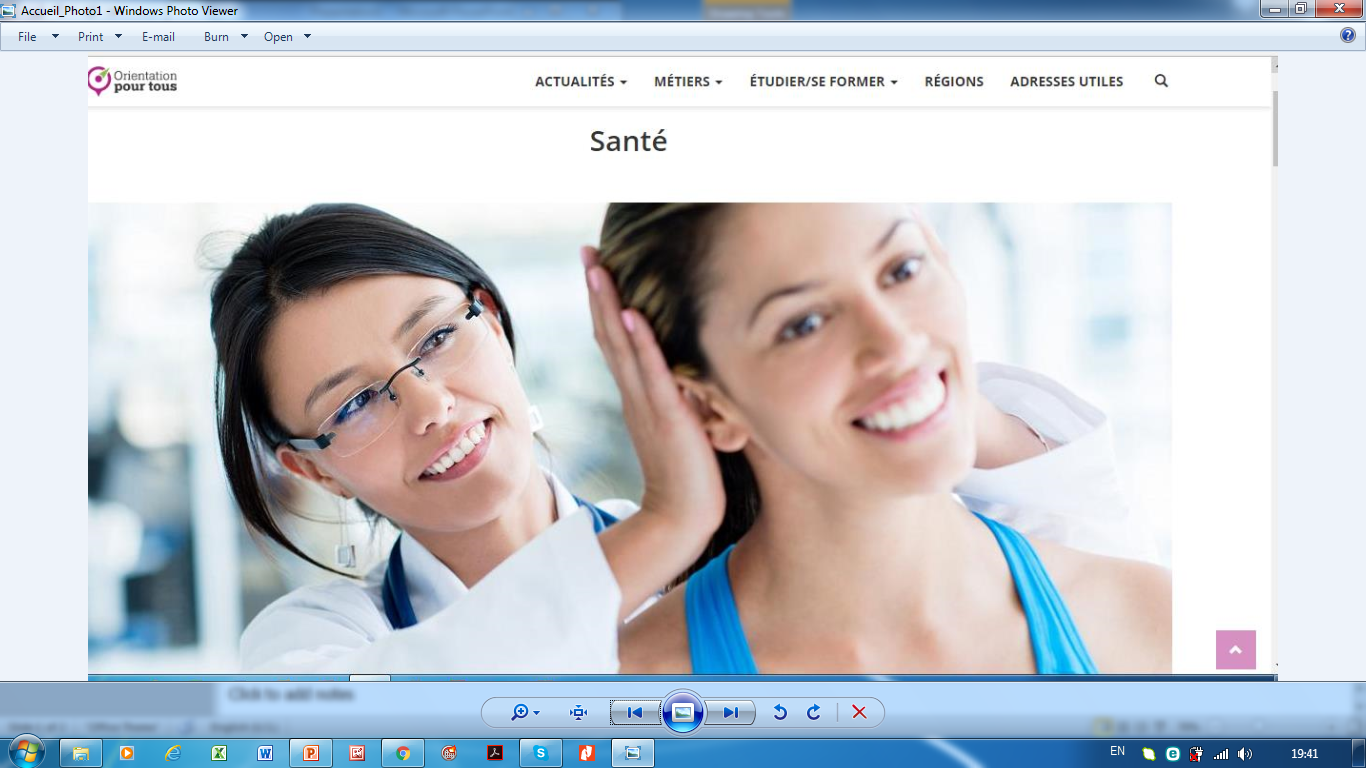 Accueil_Photo1 - Windows Photo Viewer
File Print E-mail Burn Open
Orientation
pour tous
ACTUALITÉS MÉTIERS ÉTUDIER/SE FORMER RÉGIONS ADRESSES UTILES
Santé
Click to add notes
EN 19:41